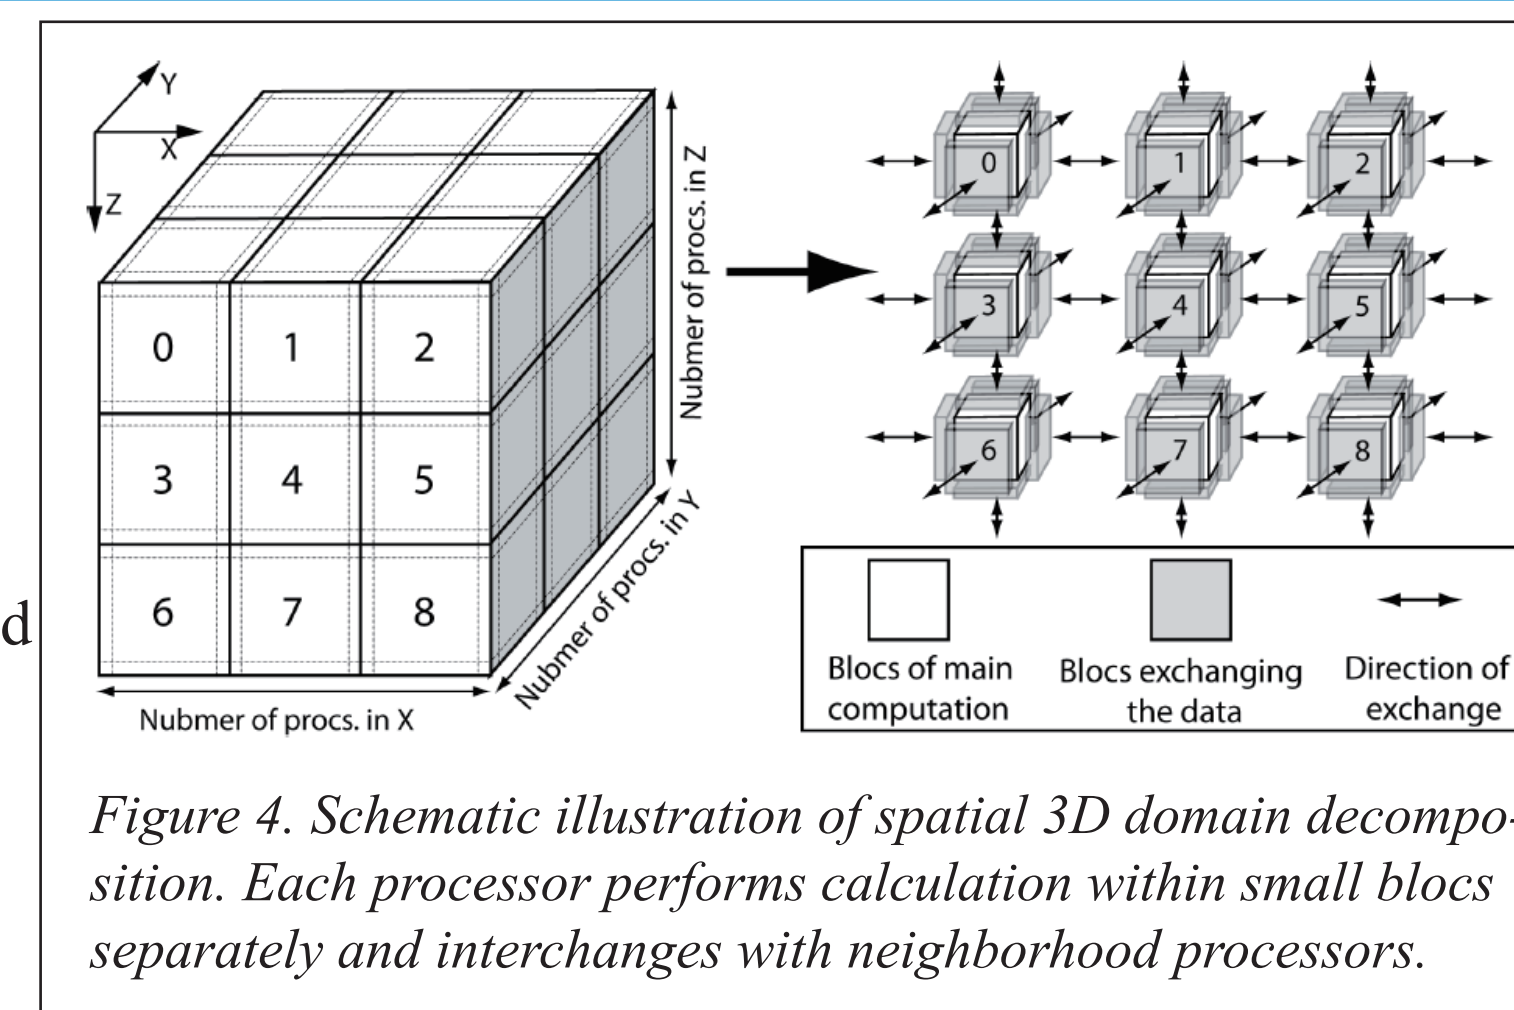 Y
X
Z
0 1 2
3 4 5
6 7 8
Nubmer of procs. in X
Nubmer of procs. in Y
Nubmer of procs. in Z
0 1 2
3 4 5
6 7 8
Blocs of main
computation
Blocs exchanging
the data
Direction of
exchange
d
Figure 4. Schematic illustration of spatial 3D domain decompo-
sition. Each processor performs calculation within small blocs
separately and interchanges with neighborhood processors.